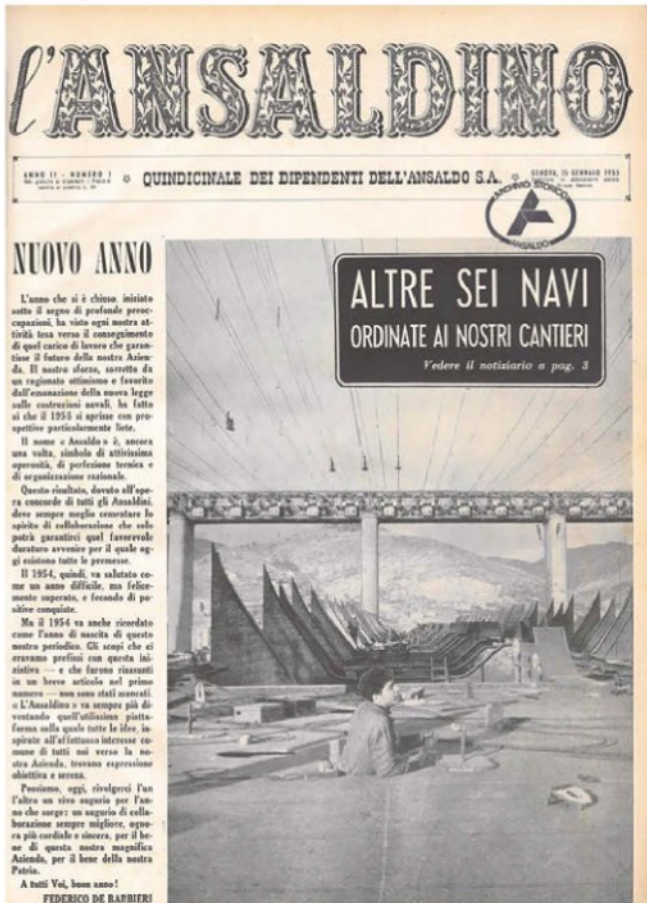 l'ANSALDINO
ANNO II - NUMERO 1
QUINDICINALE DEI DIPENDENTI DELL'ANSALDO S.A.
GENOVA, 15 GENNAIO 1955
ARCHIVIO STORICO
ANSALDO
NUOVO ANNO
L'anno che si è chiuso, iniziato
sotto il segno di profonde preoc-
cupazioni, ha visto ogni nostra at-
tività tesa verso il conseguimento
di quel carico di lavoro che garan-
tisse il futuro della nostra Azien-
da. Il nostro sforzo, sorretto da
un ragionato ottimismo e favorito
dall'emanazione della nuova legge
sulle costruzioni navali, ha fatto
sì che il 1955 si aprisse con pro-
spettive particolarmente liete.
Il nome « Ansaldo » è, ancora
una volta, simbolo di attivissima
operosità, di perfezione tecnica e
di organizzazione razionale.
Questo risultato, dovuto all'ope-
ra concorde di tutti gli Ansaldini,
deve sempre meglio cementare lo
spirito di collaborazione che solo
potrà garantirci quel favorevole
duraturo avvenire per il quale og-
gi esistono tutte le premesse.
Il 1954, quindi, va salutato co-
me un anno difficile, ma felice-
mente superato, e fecondo di po-
sitive conquiste.
Ma il 1954 va anche ricordato
come l'anno di nascita di questo
nostro periodico. Gli scopi che ci
eravamo prefissi con questa ini-
ziativa — e che furono riassunti
in un breve articolo nel primo
numero — non sono stati mancati.
« L'Ansaldino » va sempre più di-
ventando quell'utilissima piatta-
forma sulla quale tutte le idee, in-
spirate all'affettuoso interesse co-
mune di tutti noi verso la no-
stra Azienda, trovano espressione
obiettiva e serena.
Possiamo, oggi, rivolgerci l'un
l'altro un vivo augurio per l'an-
no che sorge: un augurio di colla-
borazione sempre migliore, ogno-
ra più cordiale e sincera, per il be-
ne di questa nostra magnifica
Azienda, per il bene della nostra
Patria.
A tutti Voi, buon anno!
FEDERICO DE BARBIERI
ALTRE SEI NAVI
ORDINATE AI NOSTRI CANTIERI
Vedere il notiziario a pag. 3